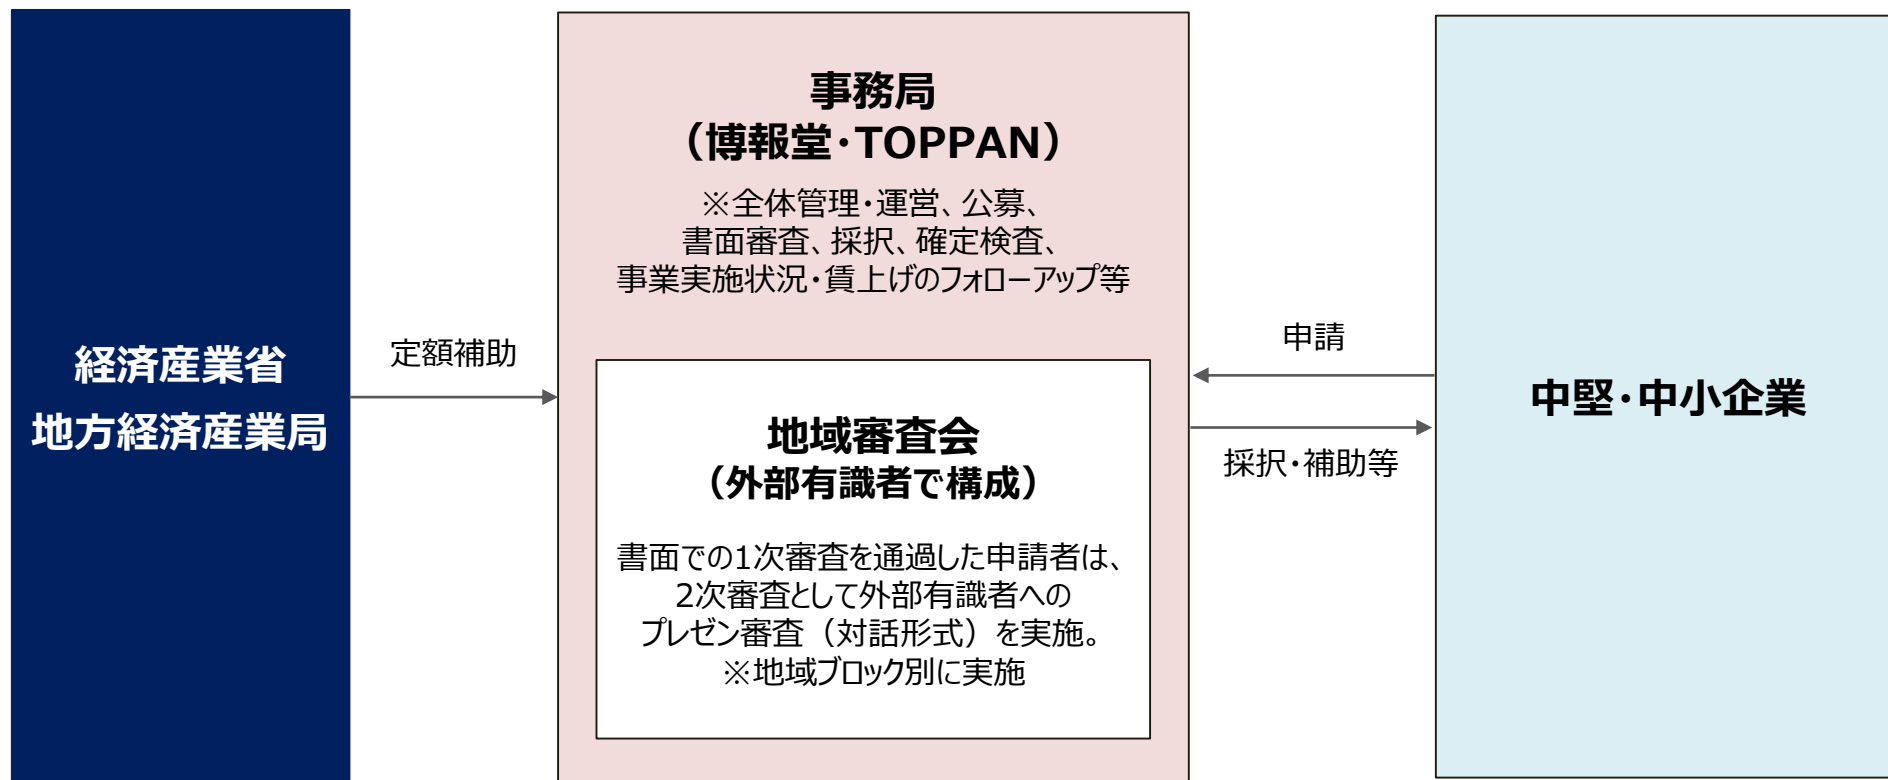 経済産業省
地方経済産業局
定額補助
事務局
（博報堂・TOPPAN）
※全体管理・運営、公募、
書面審査、採択、確定検査、
事業実施状況・賃上げのフォローアップ等
地域審査会
（外部有識者で構成）
書面での1次審査を通過した申請者は、
2次審査として外部有識者への
プレゼン審査（対話形式）を実施。
※地域ブロック別に実施
申請
採択・補助等
中堅・中小企業